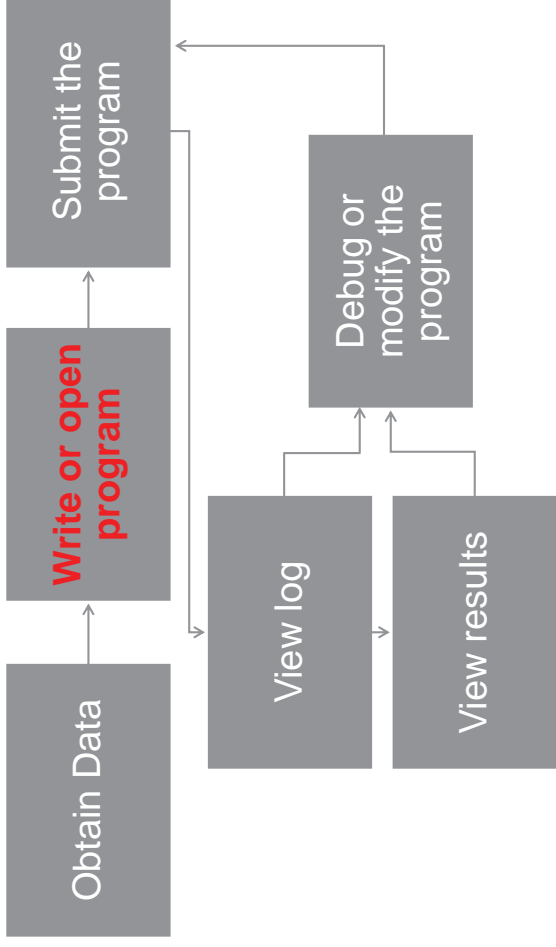 Obtain Data
Write or open
program
Submit the
program
View log
View results
Debug or
modify the
program